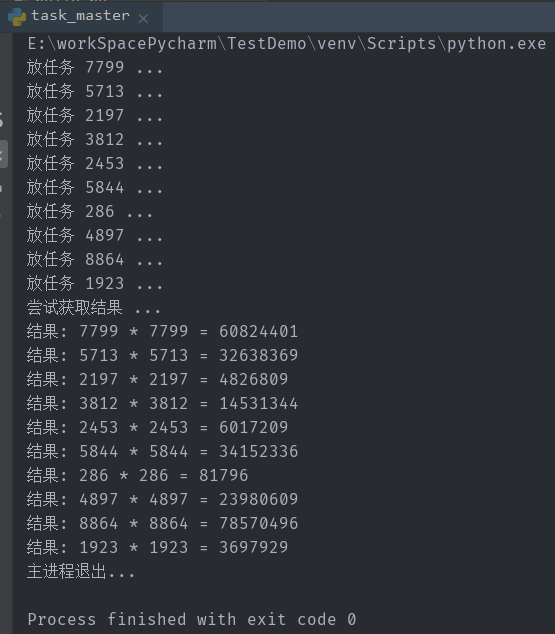 task_master
E:\workSpacePycharm\TestDemo\venv\Scripts\python.exe
放任务 7799 ...
放任务 5713 ...
放任务 2197 ...
放任务 3812 ...
放任务 2453 ...
放任务 5844 ...
放任务 286 ...
放任务 4897 ...
放任务 8864 ...
放任务 1923 ...
尝试获取结果 ...
结果: 7799 * 7799 = 60824401
结果: 5713 * 5713 = 32638369
结果: 2197 * 2197 = 4826809
结果: 3812 * 3812 = 14531344
结果: 2453 * 2453 = 6017209
结果: 5844 * 5844 = 34152336
结果: 286 * 286 = 81796
结果: 4897 * 4897 = 23980609
结果: 8864 * 8864 = 78570496
结果: 1923 * 1923 = 3697929
主进程退出...
Process finished with exit code 0